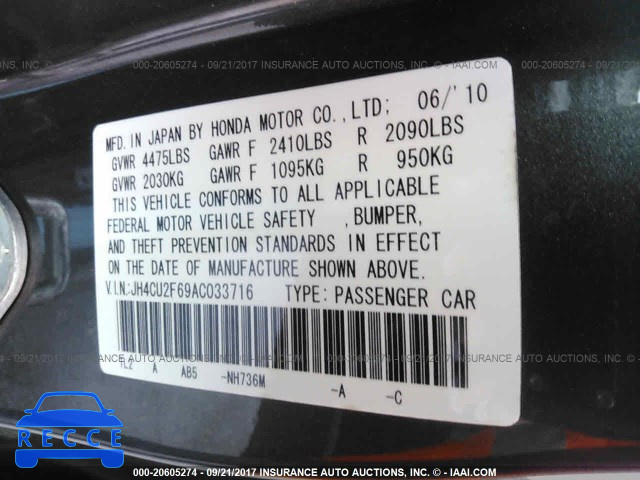 000-20605274 - 09/21/2017 INSURANCE AUTO AUCTIONS, INC. - © IAAI.COM
MFD. IN JAPAN BY HONDA MOTOR CO.,LTD; 06/'10
GVWR 4475LBS GAWR F 2410LBS R 2090LBS
GVWR 2030KG GAWR F 1095KG R 950KG
THIS VEHICLE CONFORMS TO ALL APPLICABLE
FEDERAL MOTOR VEHICLE SAFETY ,BUMPER,
AND THEFT PREVENTION STANDARDS IN EFFECT
ON THE DATE OF MANUFACTURE SHOWN ABOVE.
V.I.N.:JH4CU2F69AC033716 TYPE:PASSENGER CAR
TL2 A AB5 -NH736M -A -C
RECCE
000-20605274 - 09/21/2017 INSURANCE AUTO AUCTIONS, INC. - © IAAI.COM